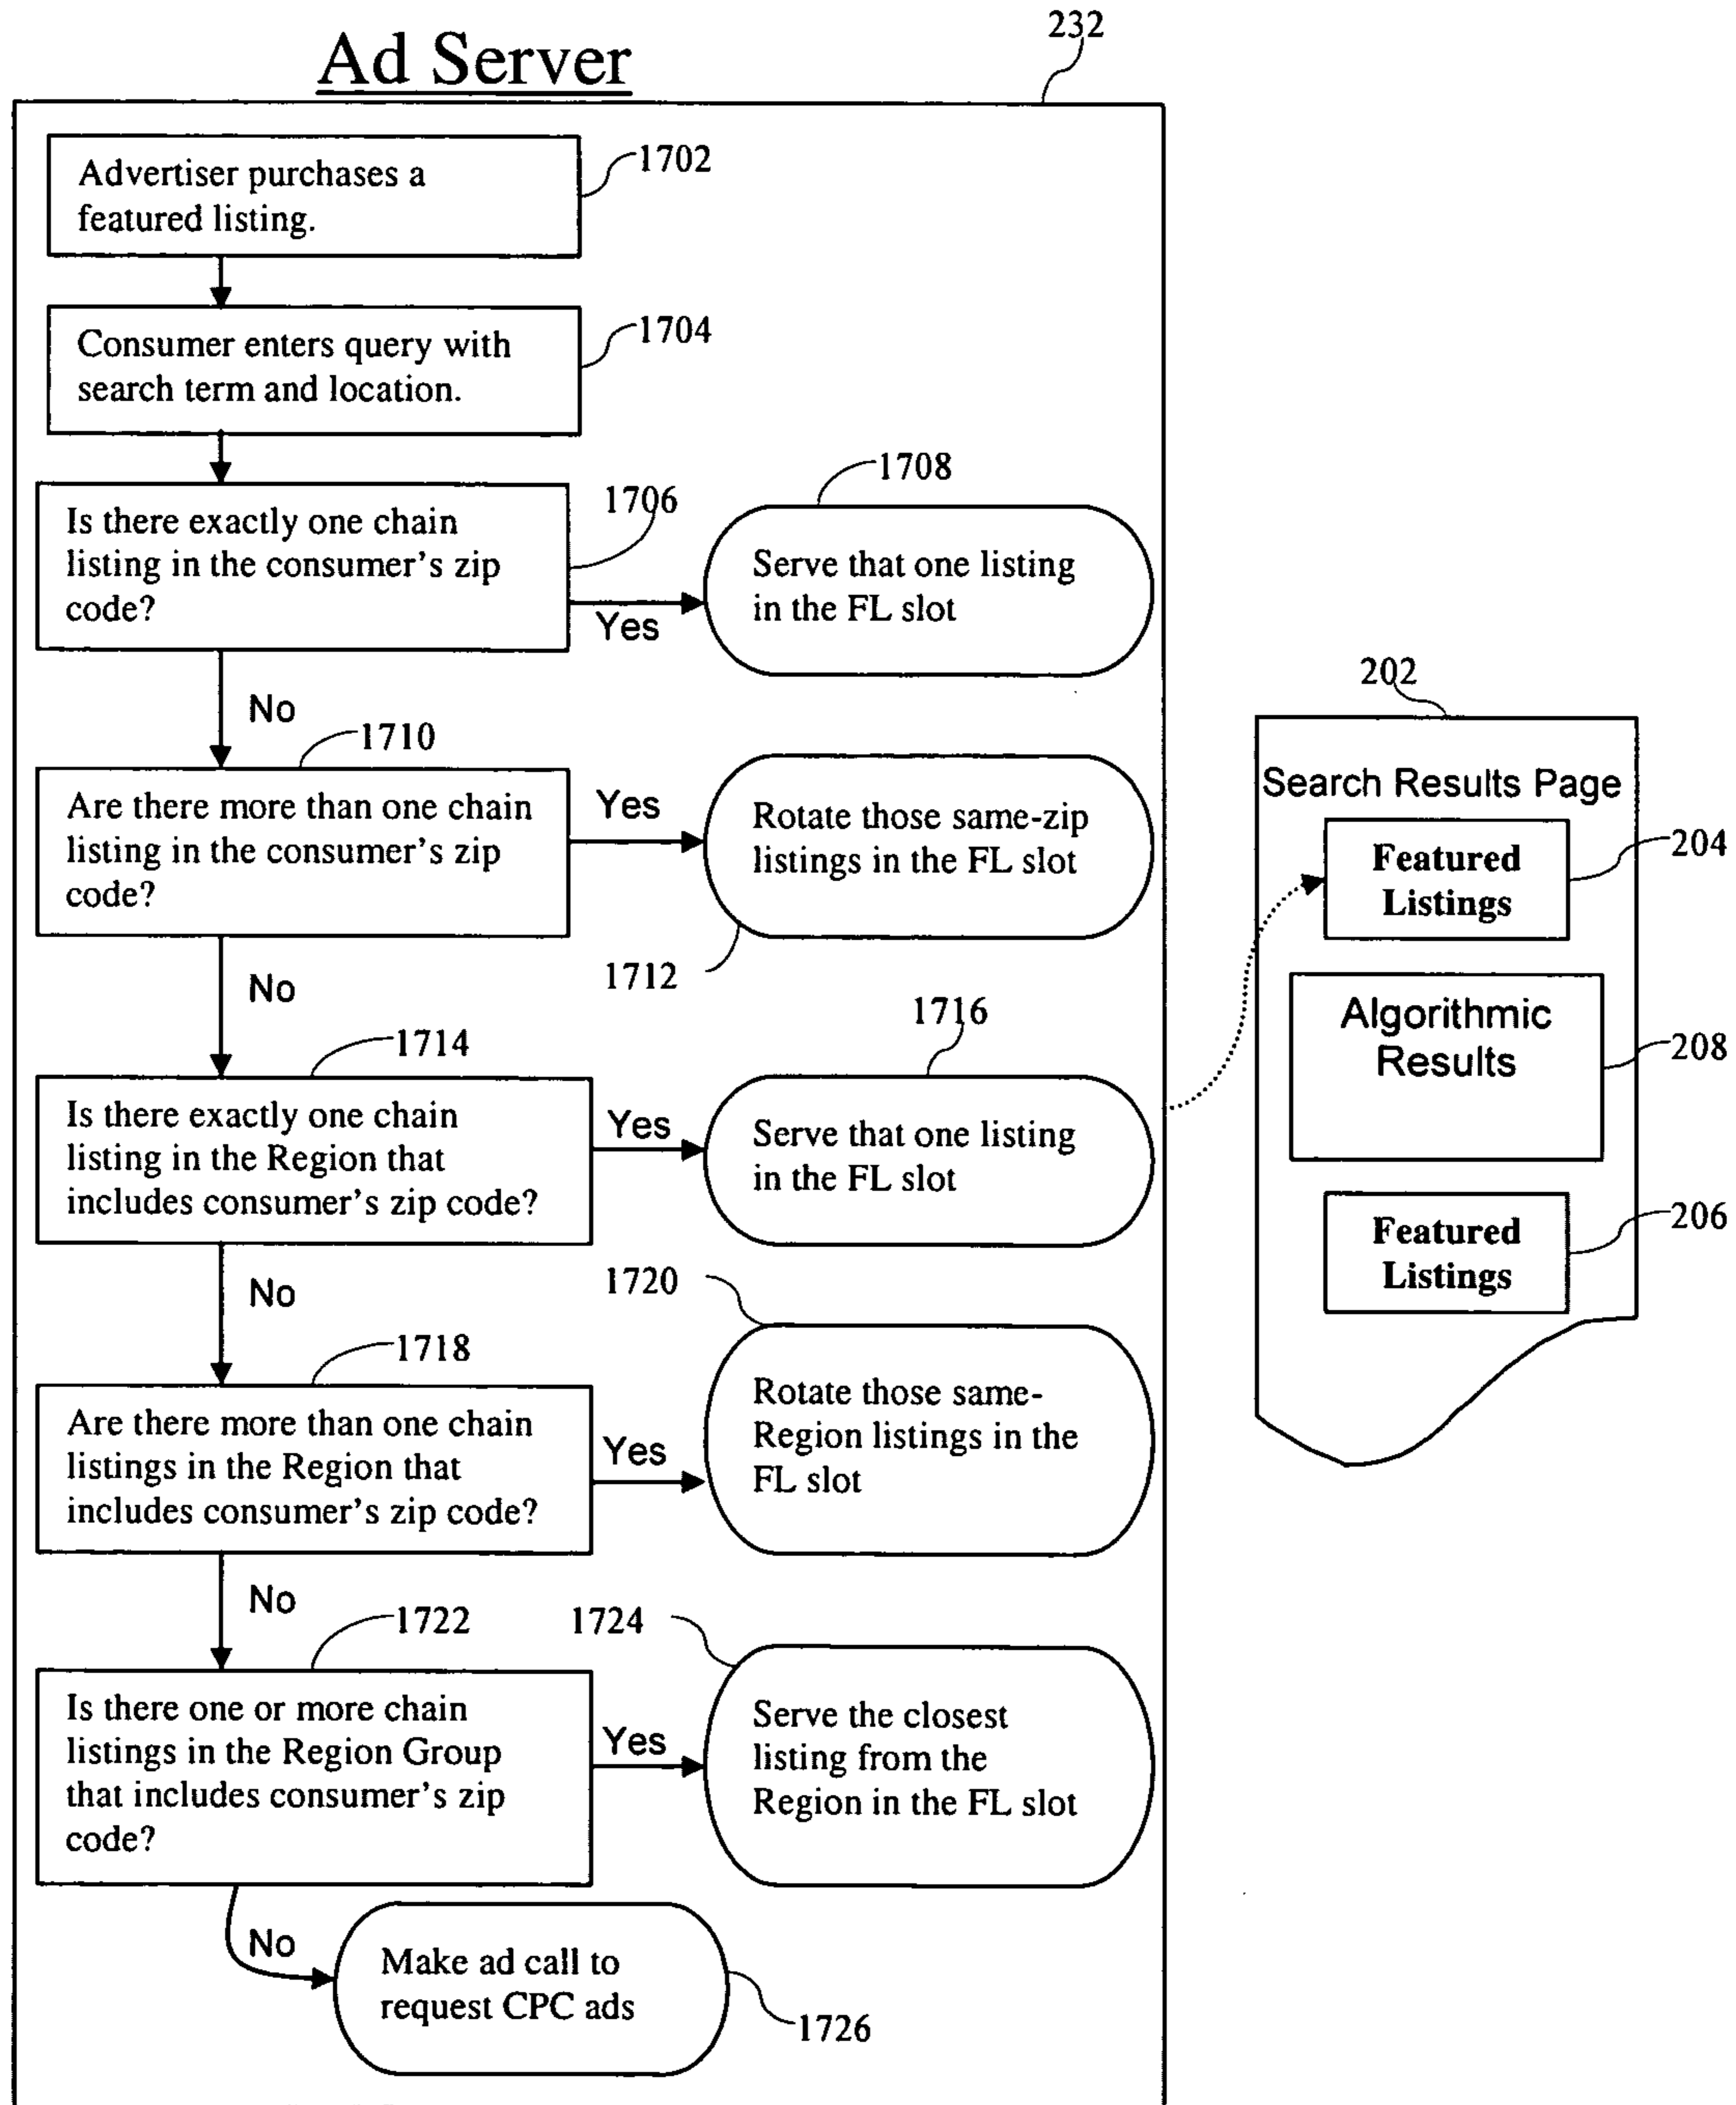 232
Ad Server
Advertiser purchases a
featured listing.
1702
Consumer enters query with
search term and location.
1704
Is there exactly one chain
listing in the consumer's zip
code?
1706
Yes
1708
Serve that one listing
in the FL slot
No
1710
Are there more than one chain
listing in the consumer's zip
code?
Yes
Rotate those same-zip
listings in the FL slot
1712
No
1714
Is there exactly one chain
listing in the Region that
includes consumer's zip code?
Yes
1716
Serve that one listing
in the FL slot
No
1718
Are there more than one chain
listings in the Region that
includes consumer's zip code?
Yes
1720
Rotate those same-
Region listings in the
FL slot
No
1722
Is there one or more chain
listings in the Region Group
that includes consumer's zip
code?
Yes
1724
Serve the closest
listing from the
Region in the FL slot
No
Make ad call to
request CPC ads
1726
202
Search Results Page
Featured
Listings
204
Algorithmic
Results
208
Featured
Listings
206